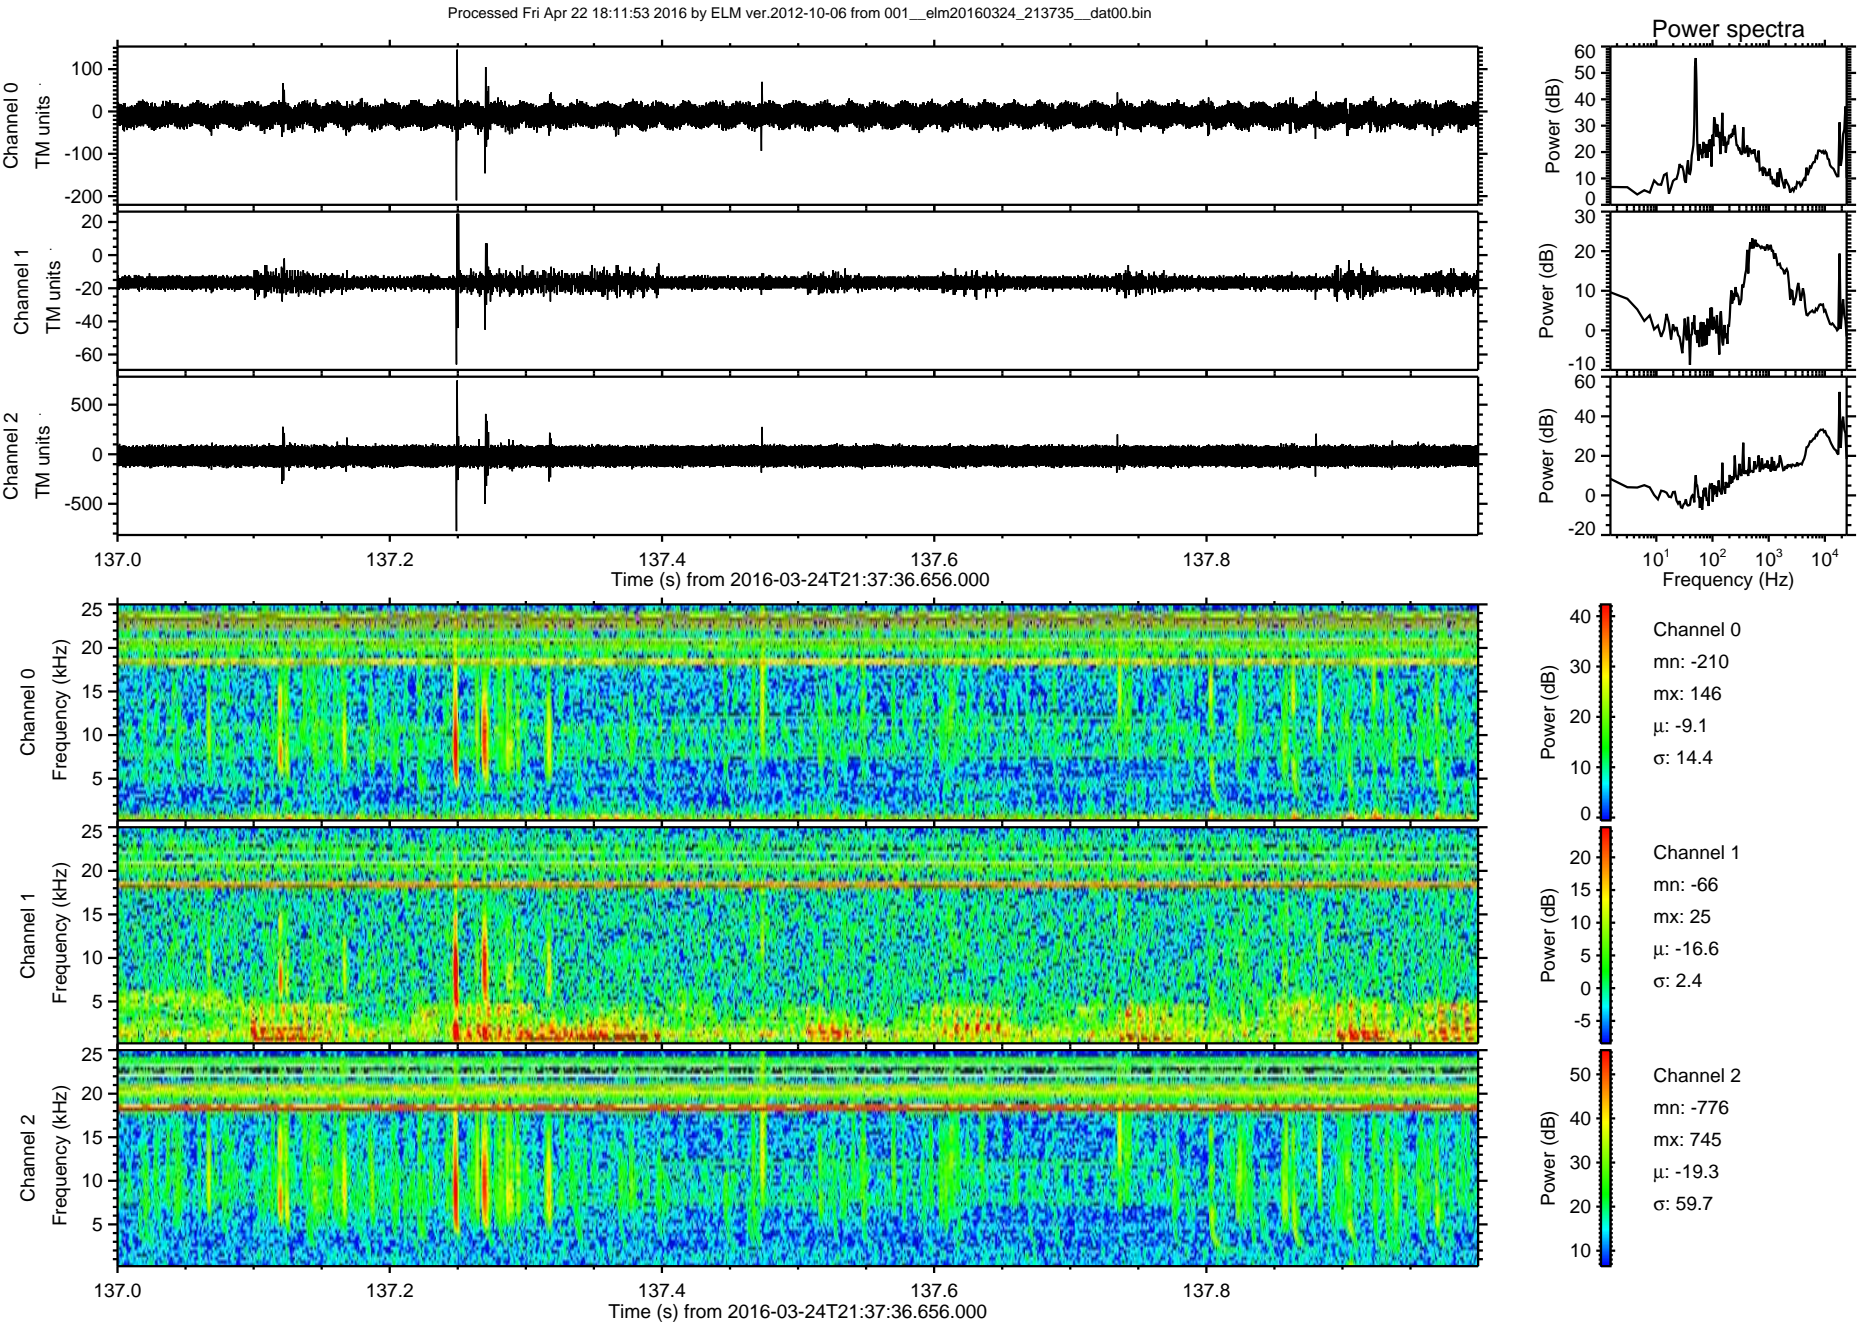 Processed Fri Apr 22 18:11:53 2016 by ELM ver.2012-10-06 from 001__elm20160324_213735__dat00.bin
Power spectra
Channel 0
TM units
100
0
-100
-200
Power (dB)
60
50
40
30
20
10
0
Channel 1
TM units
20
0
-20
-40
-60
Power (dB)
30
20
10
0
-10
Channel 2
TM units
500
0
-500
Power (dB)
60
40
20
0
-20
137.0 137.2 137.4 137.6 137.8
Time (s) from 2016-03-24T21:37:36.656.000
10¹ 10² 10³ 10⁴
Frequency (Hz)
Channel 0
Frequency (kHz)
25
20
15
10
5
Power (dB)
40
30
20
10
0
Channel 0
mn: -210
mx: 146
μ: -9.1
σ: 14.4
Channel 1
Frequency (kHz)
25
20
15
10
5
Power (dB)
20
15
10
5
0
-5
Channel 1
mn: -66
mx: 25
μ: -16.6
σ: 2.4
Channel 2
Frequency (kHz)
25
20
15
10
5
Power (dB)
50
40
30
20
10
Channel 2
mn: -776
mx: 745
μ: -19.3
σ: 59.7
137.0 137.2 137.4 137.6 137.8
Time (s) from 2016-03-24T21:37:36.656.000